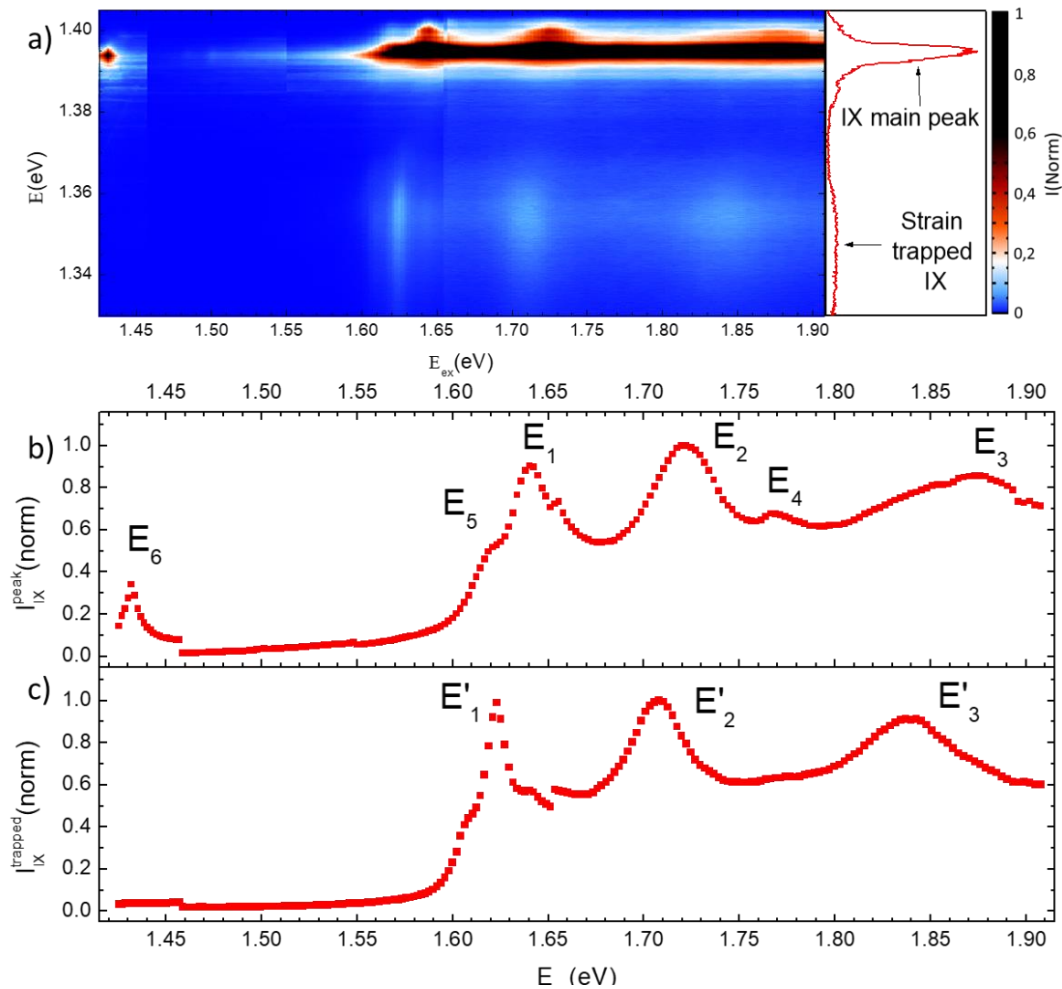 a)
1.40
1.38
1.36
1.34
E(eV)
1.45 1.50 1.55 1.60 1.65 1.70 1.75 1.80 1.85 1.90
E_ex(eV)
IX main peak
Strain
trapped
IX
1
0,8
0,6
0,4
0,2
0
I(Norm)
1.45 1.50 1.55 1.60 1.65 1.70 1.75 1.80 1.85 1.90
b)
1.0
0.8
0.6
0.4
0.2
0.0
I_IX^peak(norm)
E_6
E_5
E_1
E_2
E_4
E_3
c)
1.0
0.8
0.6
0.4
0.2
0.0
I_IX^trapped(norm)
E'_1
E'_2
E'_3
1.45 1.50 1.55 1.60 1.65 1.70 1.75 1.80 1.85 1.90
E (eV)